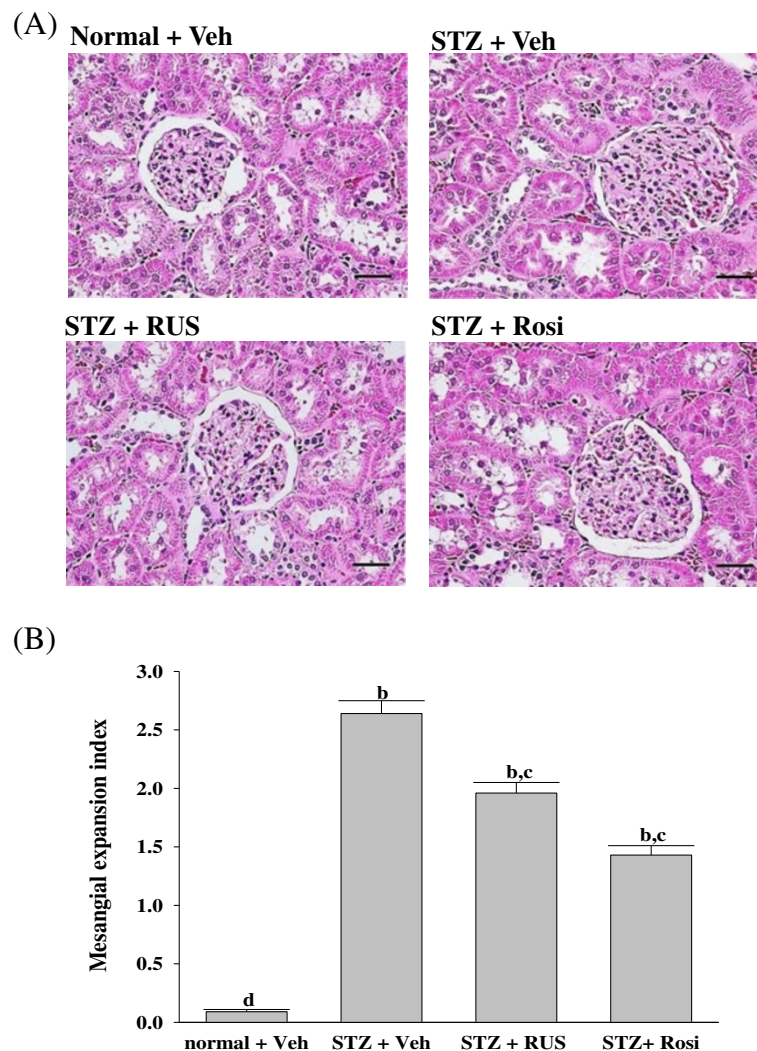 (A)
Normal + Veh
STZ + Veh
STZ + RUS
STZ + Rosi
(B)
Mesangial expansion index
3.0
2.5
2.0
1.5
1.0
0.5
0.0
d
b
b,c
b,c
normal + Veh
STZ + Veh
STZ + RUS
STZ+ Rosi